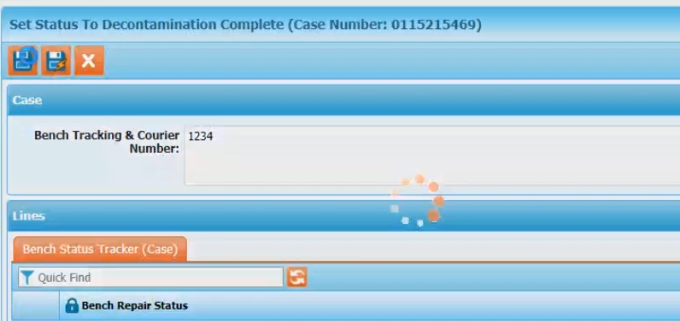 Set Status To Decontamination Complete (Case Number: 0115215469)
Case
Bench Tracking & Courier 1234
Number:
Lines
Bench Status Tracker (Case)
Quick Find
Bench Repair Status